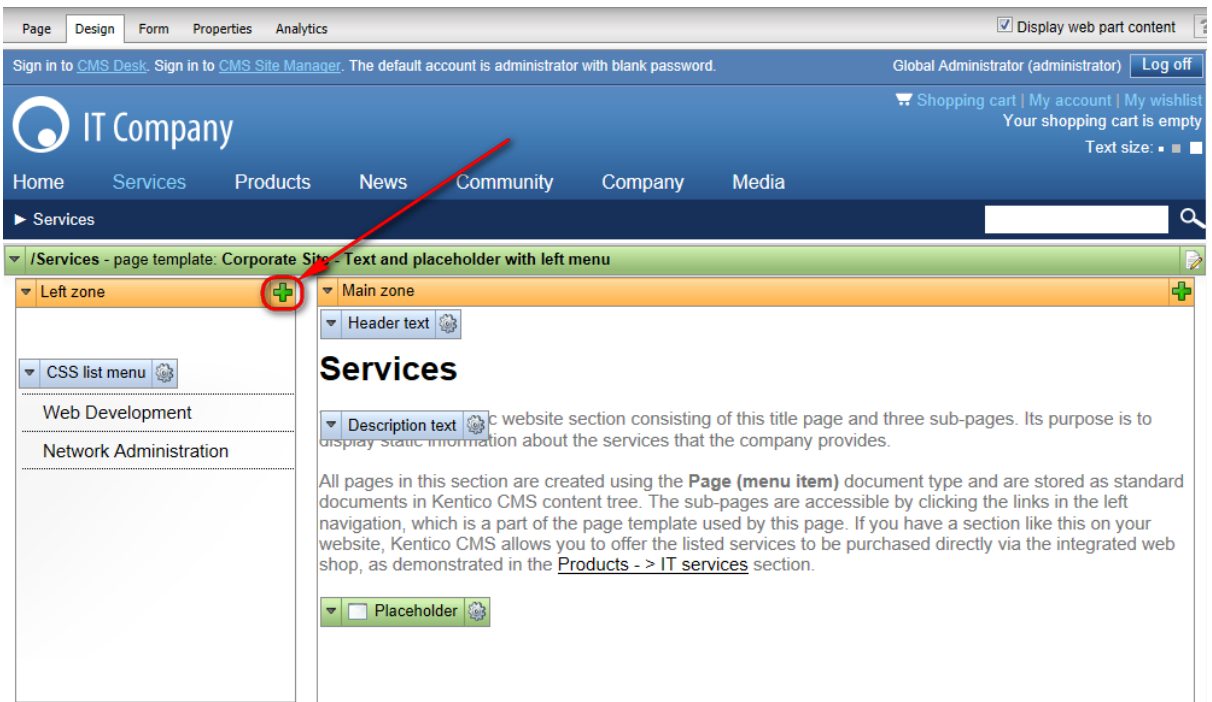 Page Design Form Properties Analytics Display web part content ?
Sign in to CMS Desk. Sign in to CMS Site Manager. The default account is administrator with blank password. Global Administrator (administrator) Log off
Shopping cart | My account | My wishlist
IT Company
Your shopping cart is empty
Text size:
Home Services Products News Community Company Media
► Services
/Services - page template: Corporate Site - Text and placeholder with left menu
Left zone
Main zone
Header text
Services
CSS list menu
Web Development
Network Administration
Description text c website section consisting of this title page and three sub-pages. Its purpose is to
display static information about the services that the company provides.
All pages in this section are created using the Page (menu item) document type and are stored as standard
documents in Kentico CMS content tree. The sub-pages are accessible by clicking the links in the left
navigation, which is a part of the page template used by this page. If you have a section like this on your
website, Kentico CMS allows you to offer the listed services to be purchased directly via the integrated web
shop, as demonstrated in the Products - > IT services section.
Placeholder